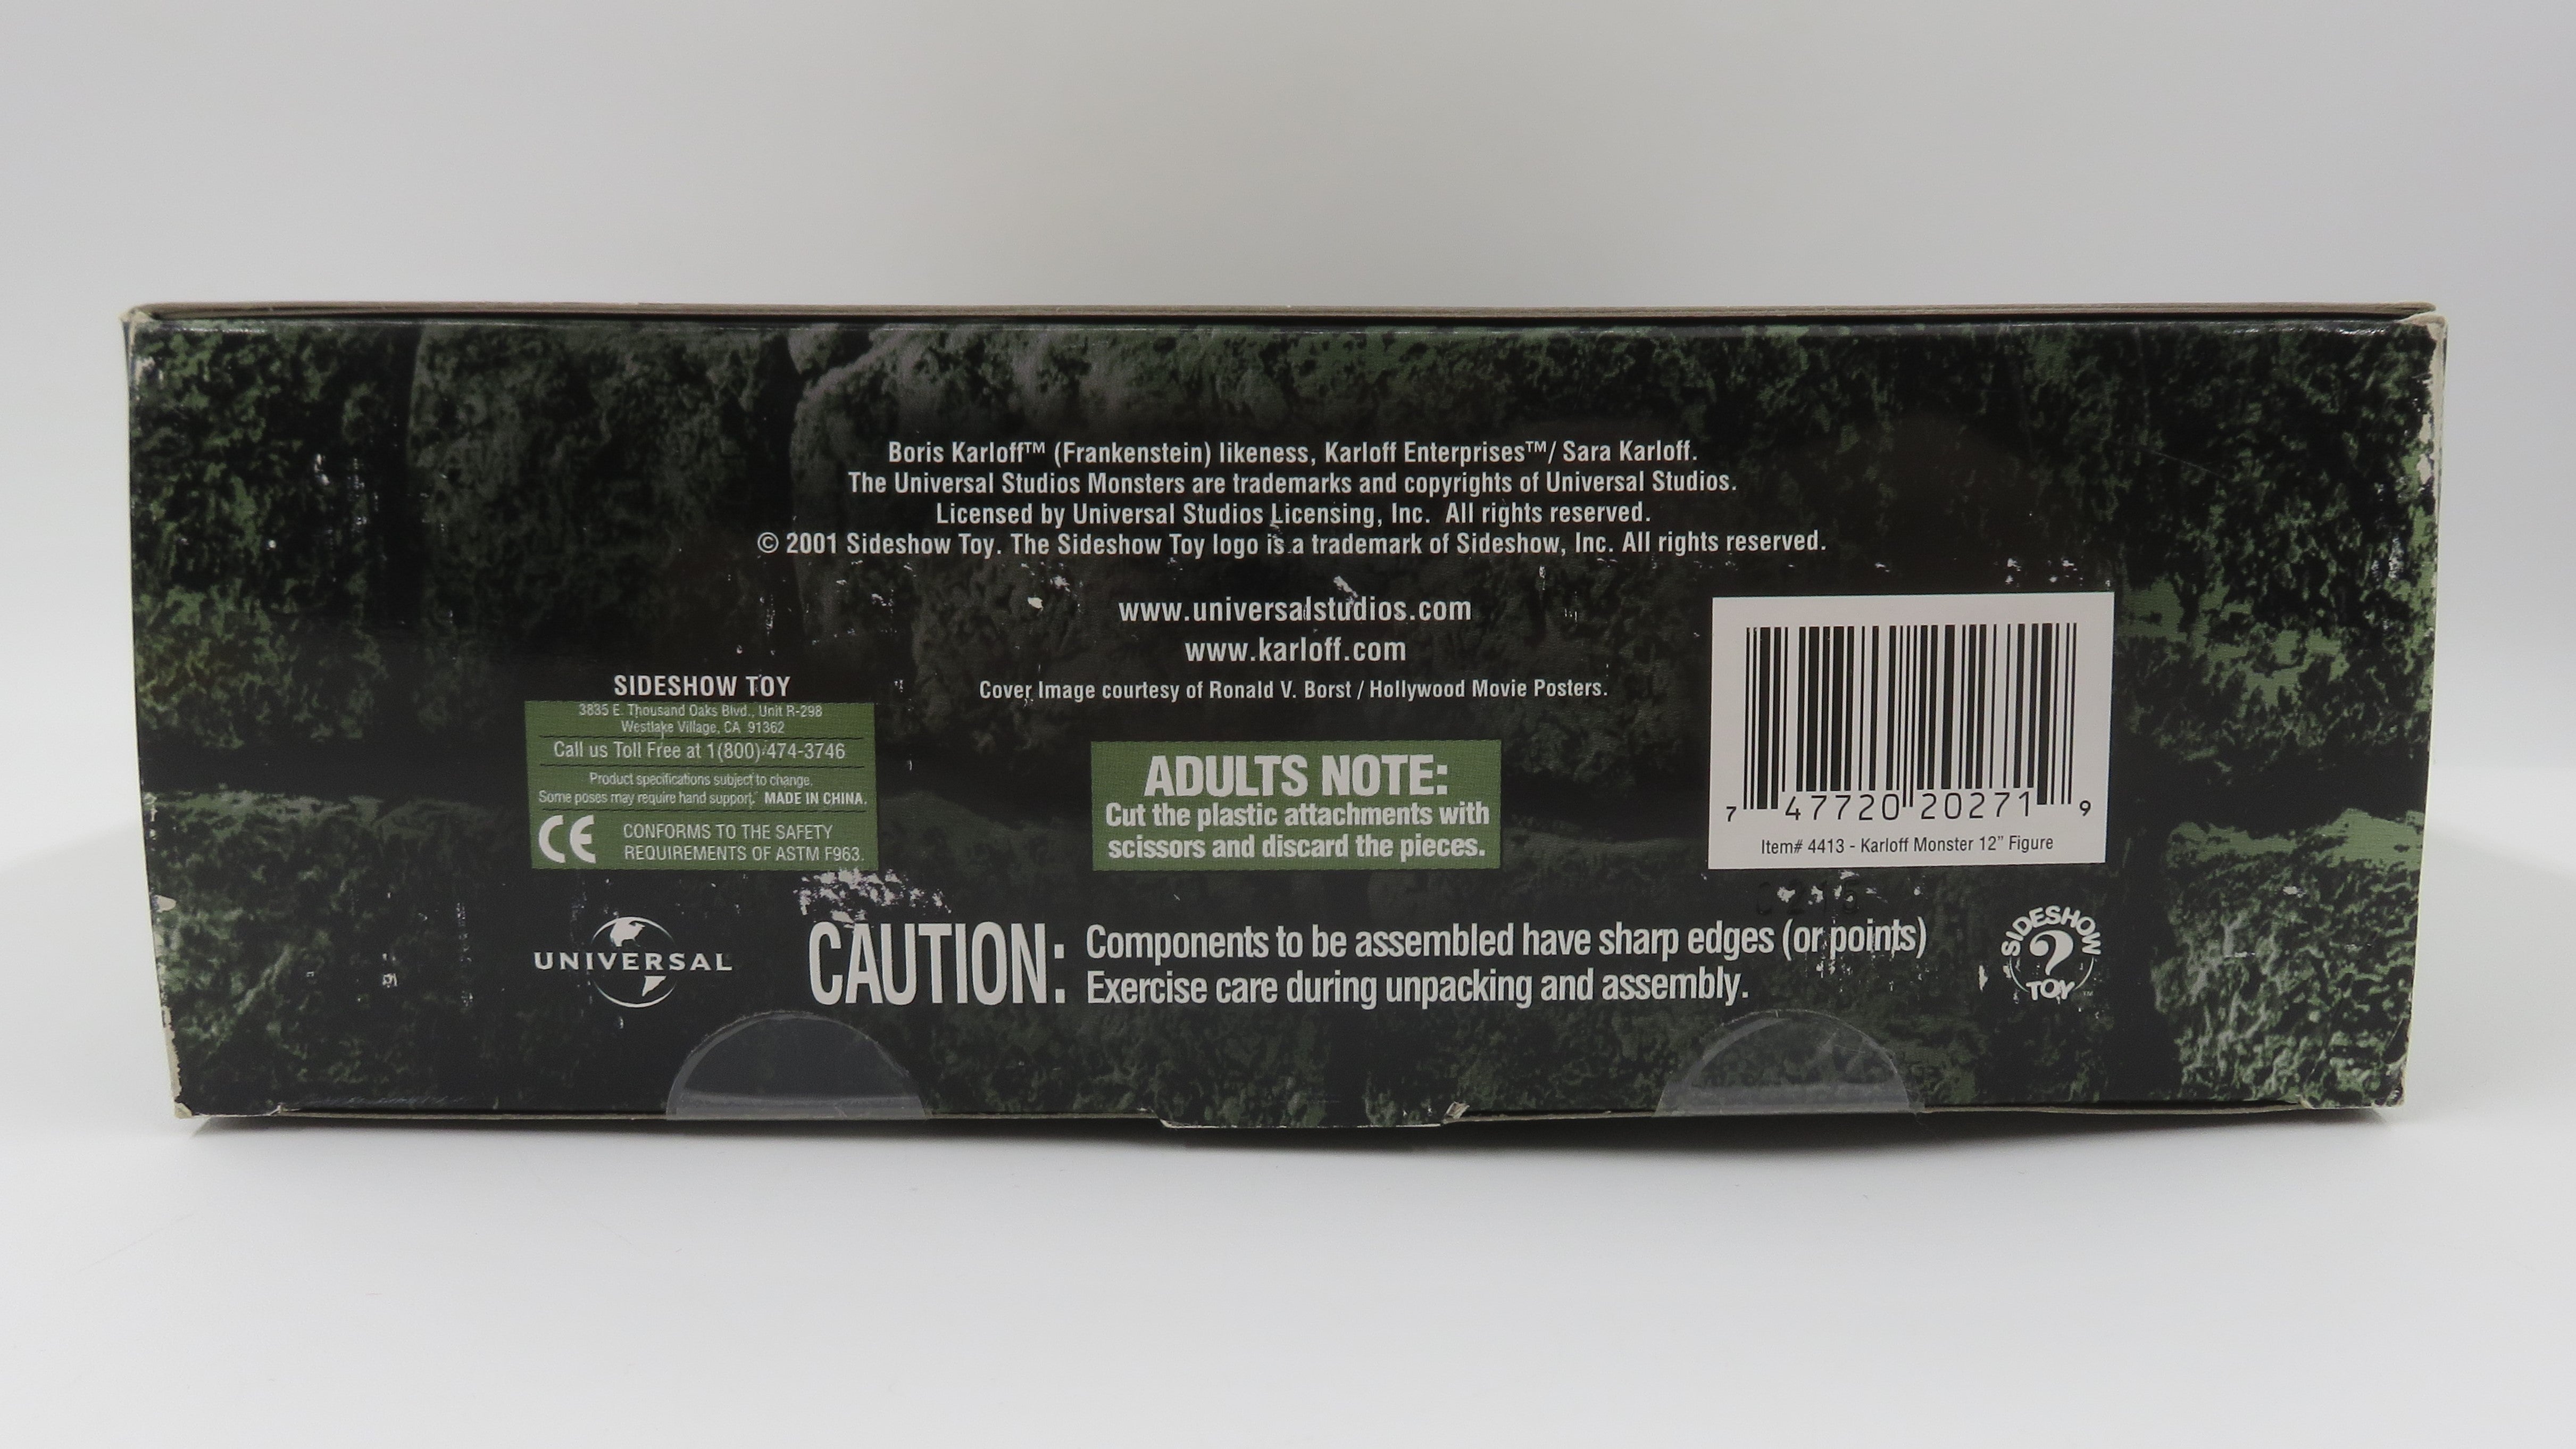 Boris Karloff™ (Frankenstein) likeness, Karloff Enterprises™/ Sara Karloff.
The Universal Studios Monsters are trademarks and copyrights of Universal Studios.
Licensed by Universal Studios Licensing, Inc. All rights reserved.
© 2001 Sideshow Toy. The Sideshow Toy logo is a trademark of Sideshow, Inc. All rights reserved.
www.universalstudios.com
www.karloff.com
Cover Image courtesy of Ronald V. Borst / Hollywood Movie Posters.
SIDESHOW TOY
3835 E. Thousand Oaks Blvd., Unit R-298
Westlake Village, CA 91362
Call us Toll Free at 1(800)474-3746
Product specifications subject to change.
Some poses may require hand support. MADE IN CHINA.
CE CONFORMS TO THE SAFETY
REQUIREMENTS OF ASTM F963.
ADULTS NOTE:
Cut the plastic attachments with
scissors and discard the pieces.
7 47720 20271 9
Item# 4413 - Karloff Monster 12” Figure
UNIVERSAL
CAUTION: Components to be assembled have sharp edges (or points)
Exercise care during unpacking and assembly.
SIDESHOW
?
TOY™